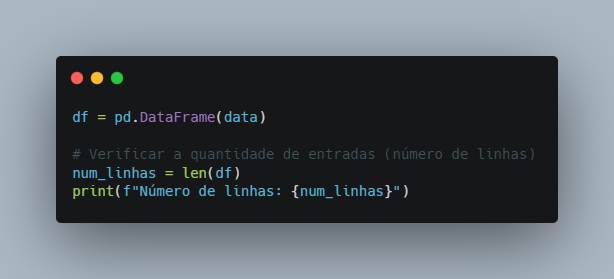 df = pd.DataFrame(data)
# Verificar a quantidade de entradas (número de linhas)
num_linhas = len(df)
print(f"Número de linhas: {num_linhas}")